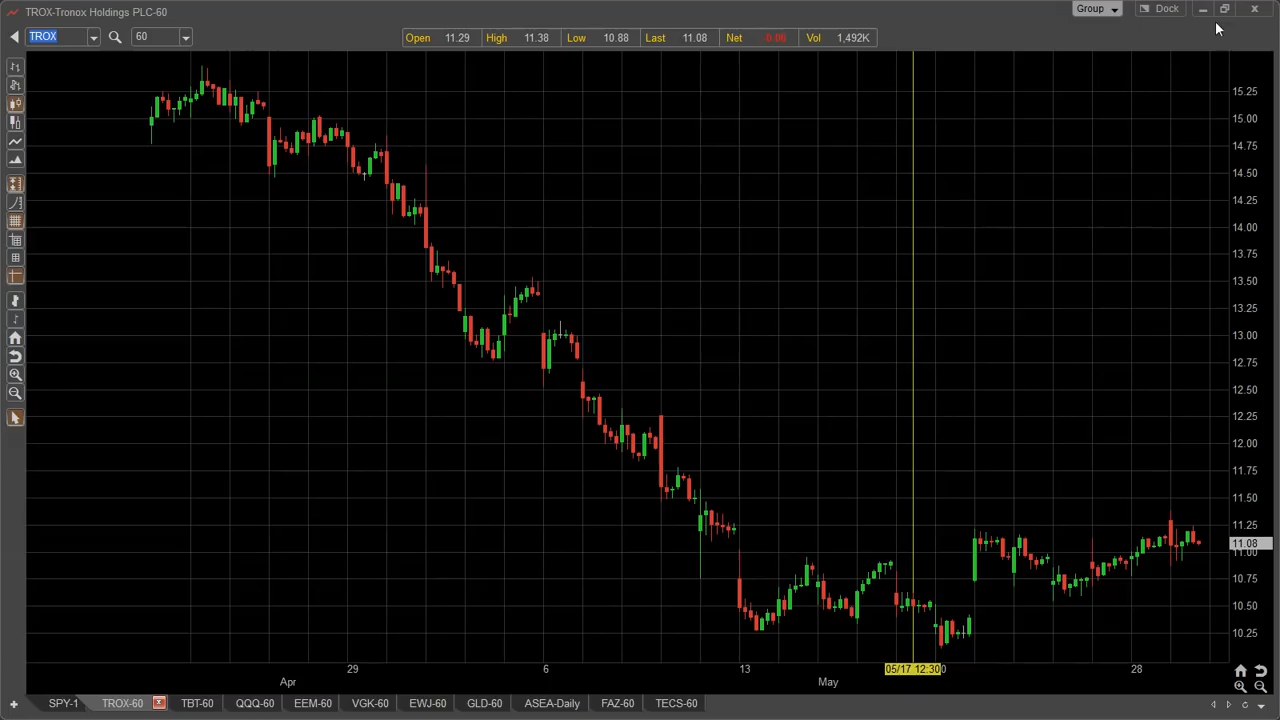 TROX-Tronox Holdings PLC-60
Group
Dock
TROX
60
Open 11.29 High 11.38 Low 10.88 Last 11.08 Net -0.06 Vol 1,492K
15.25
15.00
14.75
14.50
14.25
14.00
13.75
13.50
13.25
13.00
12.75
12.50
12.25
12.00
11.75
11.50
11.25
11.08
11.00
10.75
10.50
10.25
29 6 13 05/17 12:30 0 28
Apr May
SPY-1 TROX-60 TBT-60 QQQ-60 EEM-60 VGK-60 EWJ-60 GLD-60 ASEA-Daily FAZ-60 TECS-60